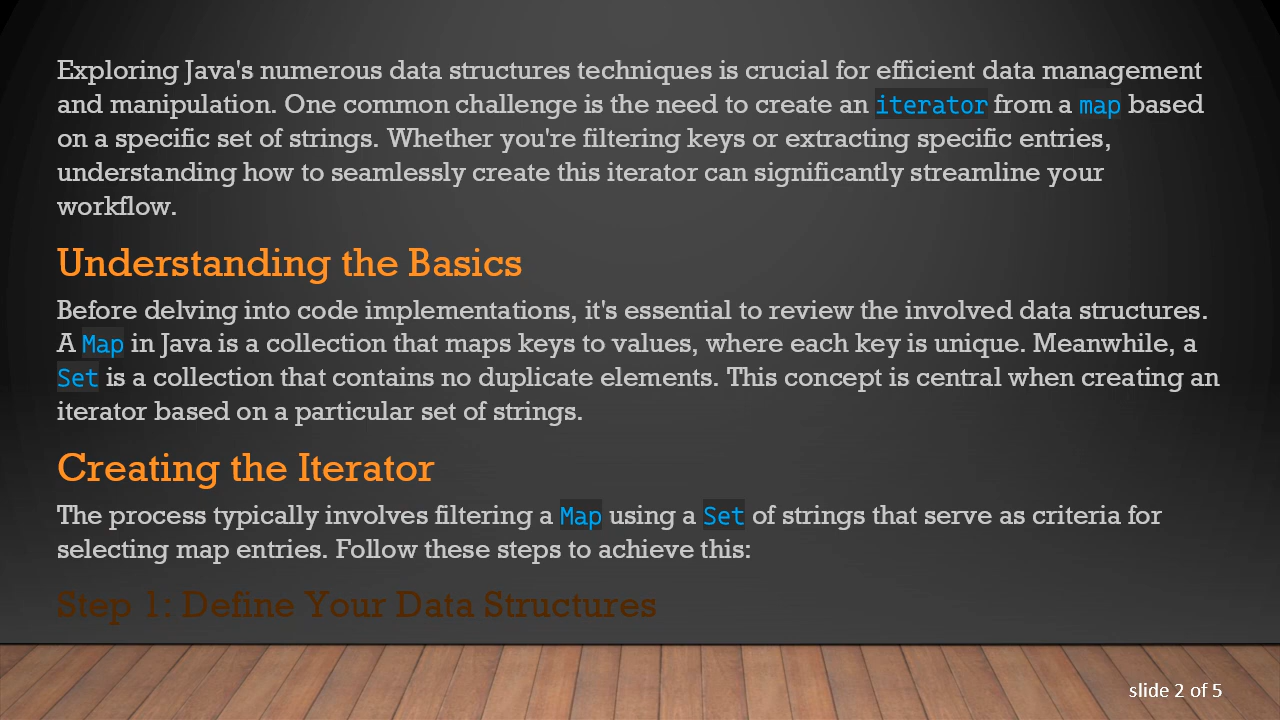 Exploring Java's numerous data structures techniques is crucial for efficient data management
and manipulation. One common challenge is the need to create an iterator from a map based
on a specific set of strings. Whether you're filtering keys or extracting specific entries,
understanding how to seamlessly create this iterator can significantly streamline your
workflow.
Understanding the Basics
Before delving into code implementations, it's essential to review the involved data structures.
A Map in Java is a collection that maps keys to values, where each key is unique. Meanwhile, a
Set is a collection that contains no duplicate elements. This concept is central when creating an
iterator based on a particular set of strings.
Creating the Iterator
The process typically involves filtering a Map using a Set of strings that serve as criteria for
selecting map entries. Follow these steps to achieve this:
Step 1: Define Your Data Structures
slide 2 of 5